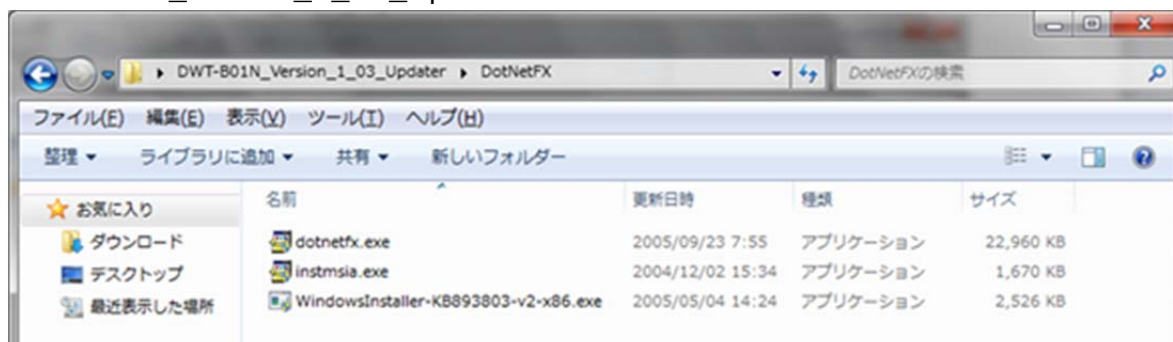 DWT-B01N_Version_1_03_Updater ▸ DotNetFX
DotNetFXの検索
ファイル(F) 編集(E) 表示(V) ツール(T) ヘルプ(H)
整理 ライブラリに追加 共有 新しいフォルダー
名前 更新日時 種類 サイズ
お気に入り
ダウンロード
デスクトップ
最近表示した場所
dotnetfx.exe 2005/09/23 7:55 アプリケーション 22,960 KB
instmsia.exe 2004/12/02 15:34 アプリケーション 1,670 KB
WindowsInstaller-KB893803-v2-x86.exe 2005/05/04 14:24 アプリケーション 2,526 KB